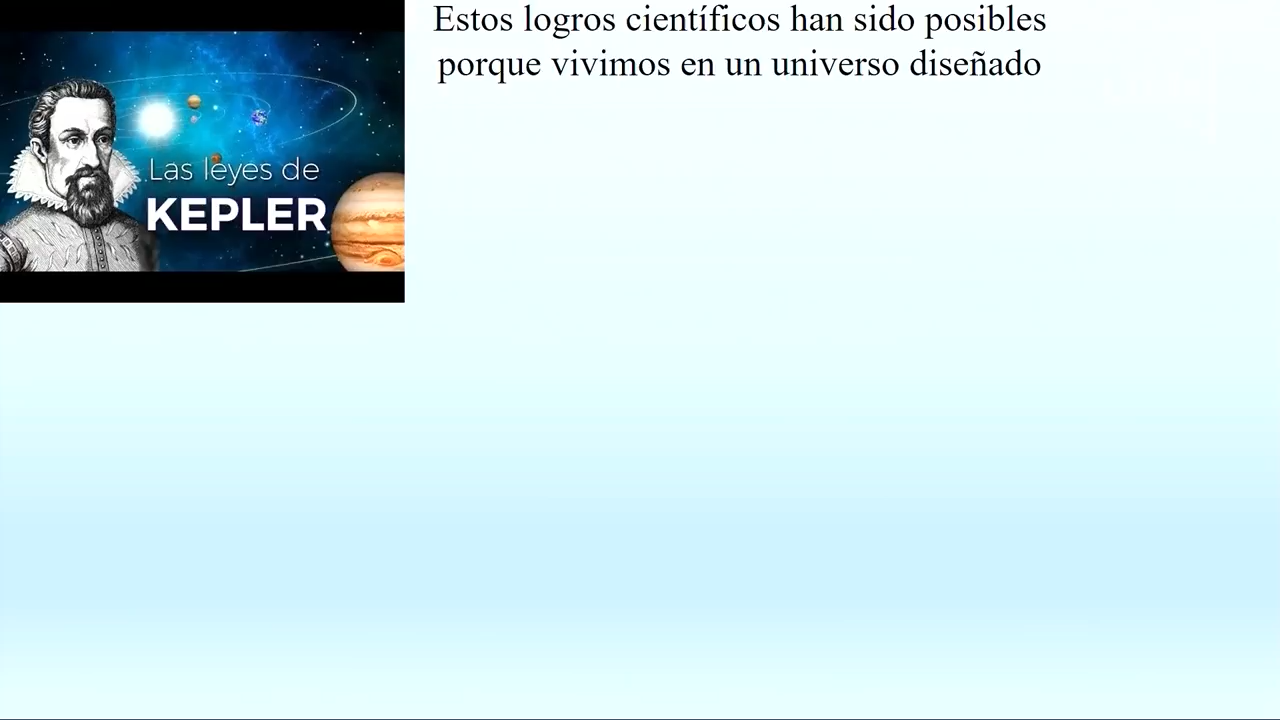 Estos logros científicos han sido posibles
porque vivimos en un universo diseñado
Las leyes de
KEPLER